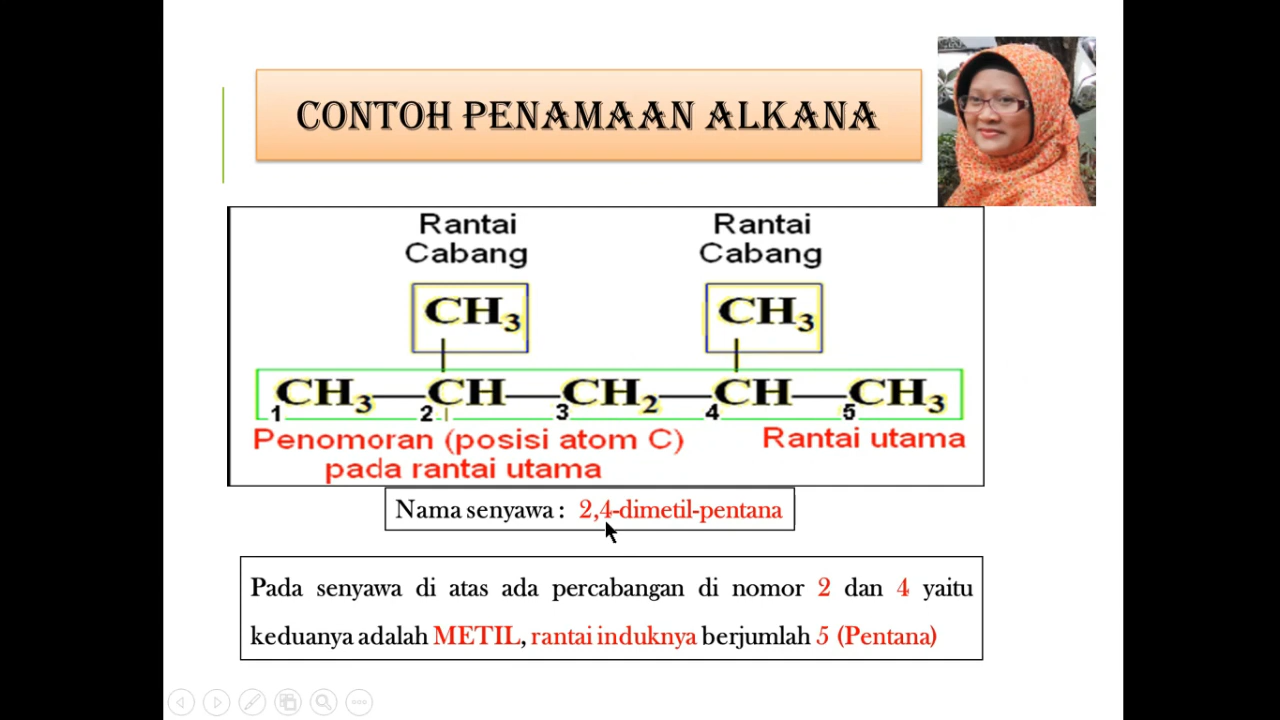 CONTOH PENAMAAN ALKANA
Rantai Cabang
Rantai Cabang
CH3 CH3
CH3—CH—CH2—CH—CH3
1 2 3 4 5
Penomoran (posisi atom C) pada rantai utama
Rantai utama
Nama senyawa : 2,4-dimetil-pentana
Pada senyawa di atas ada percabangan di nomor 2 dan 4 yaitu
keduanya adalah METIL, rantai induknya berjumlah 5 (Pentana)